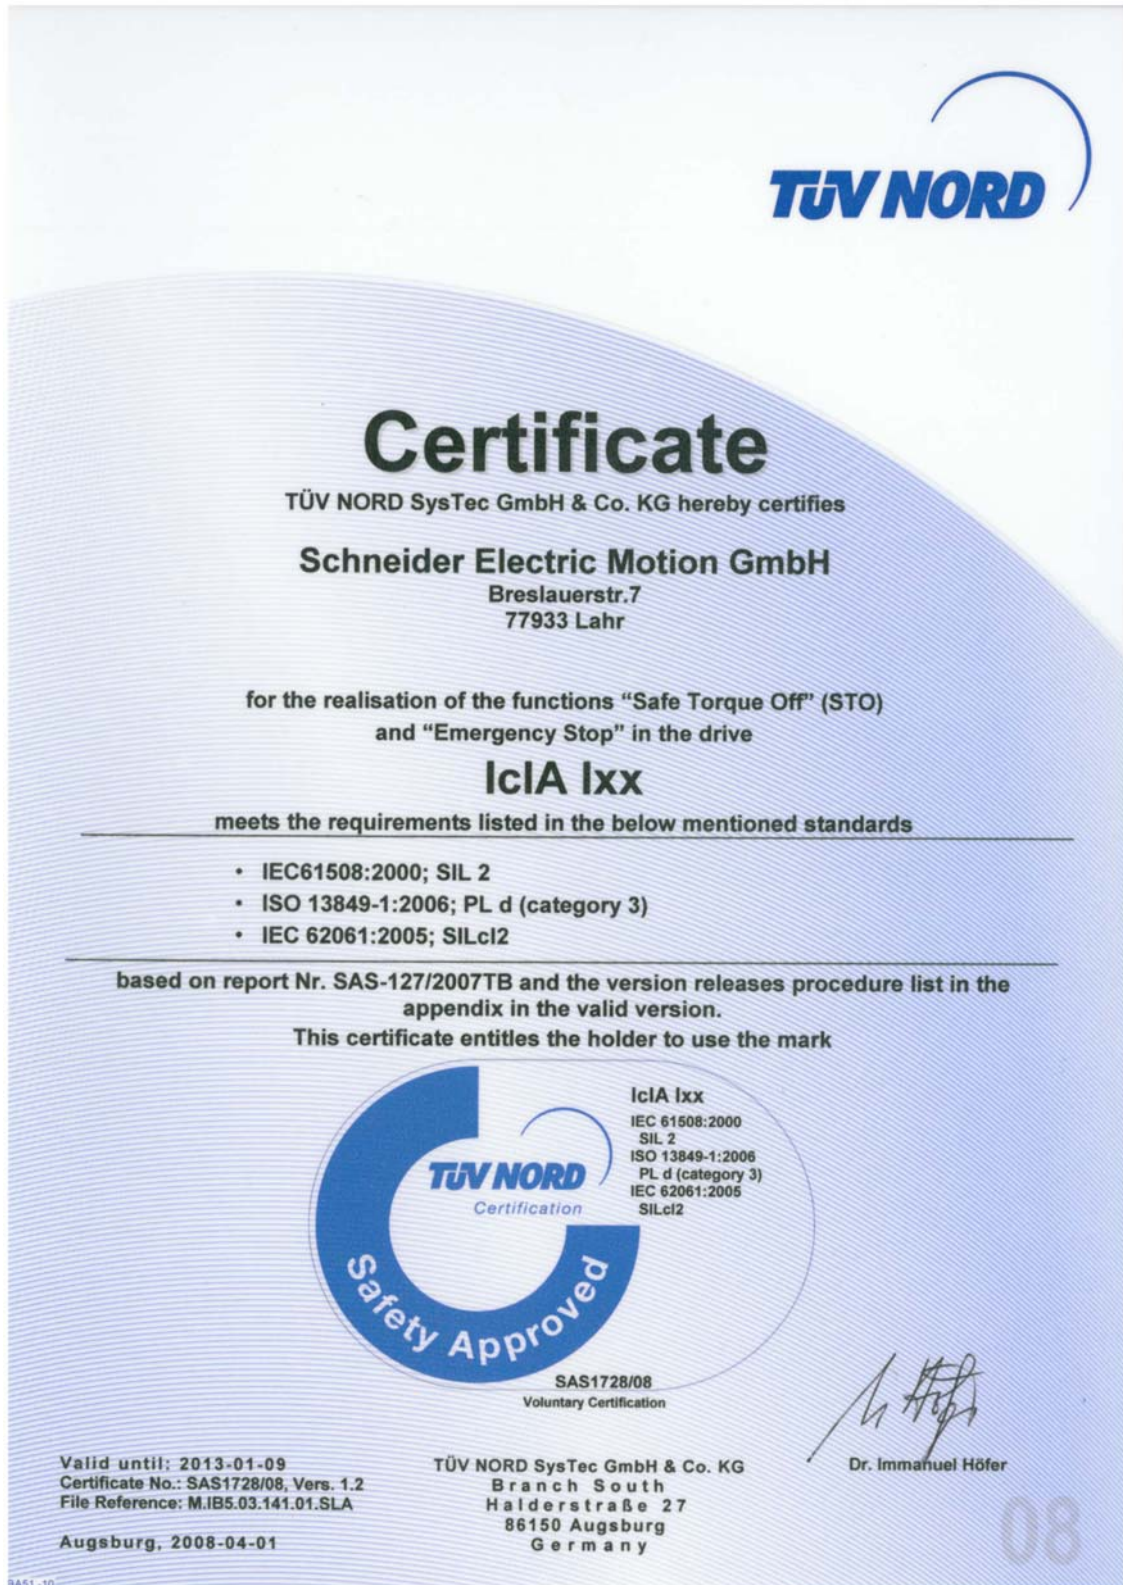 TÜV NORD
Certificate
TÜV NORD SysTec GmbH & Co. KG hereby certifies
Schneider Electric Motion GmbH
Breslauerstr.7
77933 Lahr
for the realisation of the functions “Safe Torque Off” (STO)
and “Emergency Stop” in the drive
IclA Ixx
meets the requirements listed in the below mentioned standards
• IEC61508:2000; SIL 2
• ISO 13849-1:2006; PL d (category 3)
• IEC 62061:2005; SILcl2
based on report Nr. SAS-127/2007TB and the version releases procedure list in the
appendix in the valid version.
This certificate entitles the holder to use the mark
TÜV NORD
Certification
Safety Approved
IclA Ixx
IEC 61508:2000
SIL 2
ISO 13849-1:2006
PL d (category 3)
IEC 62061:2005
SILcl2
SAS1728/08
Voluntary Certification
Valid until: 2013-01-09
Certificate No.: SAS1728/08, Vers. 1.2
File Reference: M.IB5.03.141.01.SLA
Augsburg, 2008-04-01
TÜV NORD SysTec GmbH & Co. KG
Branch South
Halderstraße 27
86150 Augsburg
Germany
Dr. Immanuel Höfer
08